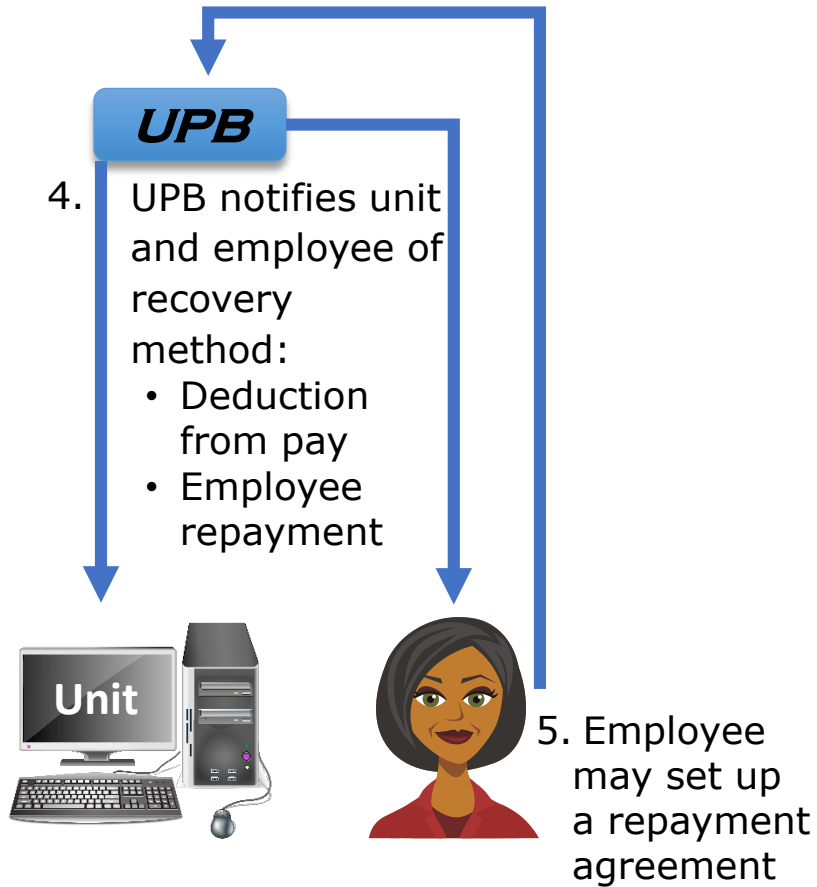 UPB
4. UPB notifies unit
and employee of
recovery
method:
• Deduction
from pay
• Employee
repayment
Unit
5. Employee
may set up
a repayment
agreement